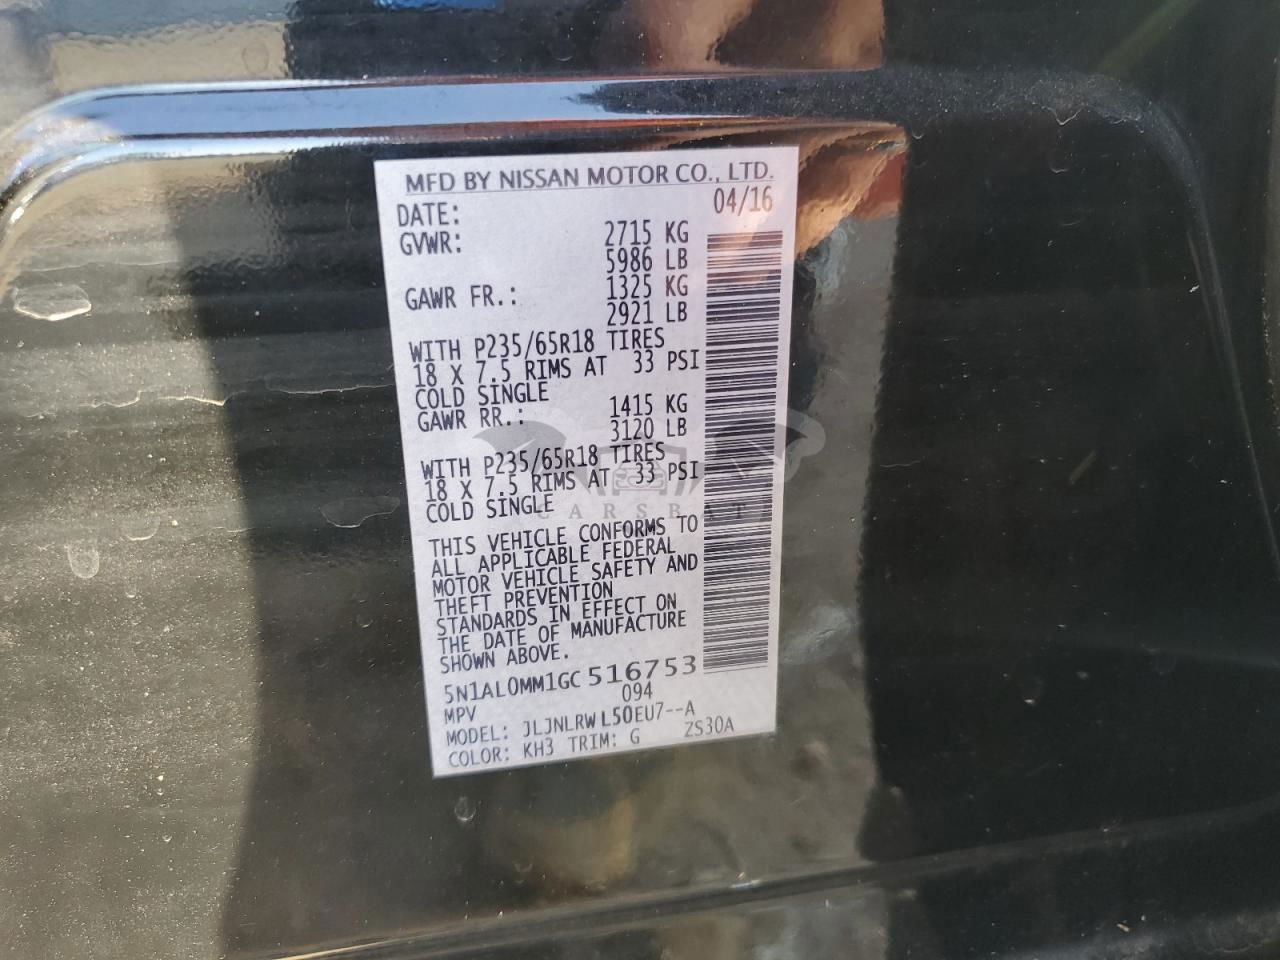 MFD BY NISSAN MOTOR CO., LTD.
DATE: 04/16
GVWR: 2715 KG
5986 LB
GAWR FR.: 1325 KG
2921 LB
WITH P235/65R18 TIRES
18 X 7.5 RIMS AT 33 PSI
COLD SINGLE
GAWR RR.: 1415 KG
3120 LB
WITH P235/65R18 TIRES
18 X 7.5 RIMS AT 33 PSI
COLD SINGLE
CARSBAT
THIS VEHICLE CONFORMS TO
ALL APPLICABLE FEDERAL
MOTOR VEHICLE SAFETY AND
THEFT PREVENTION
STANDARDS IN EFFECT ON
THE DATE OF MANUFACTURE
SHOWN ABOVE.
5N1AL0MM1GC516753
MPV 094
MODEL: JLJNLRWL50EU7--A
COLOR: KH3 TRIM: G ZS30A